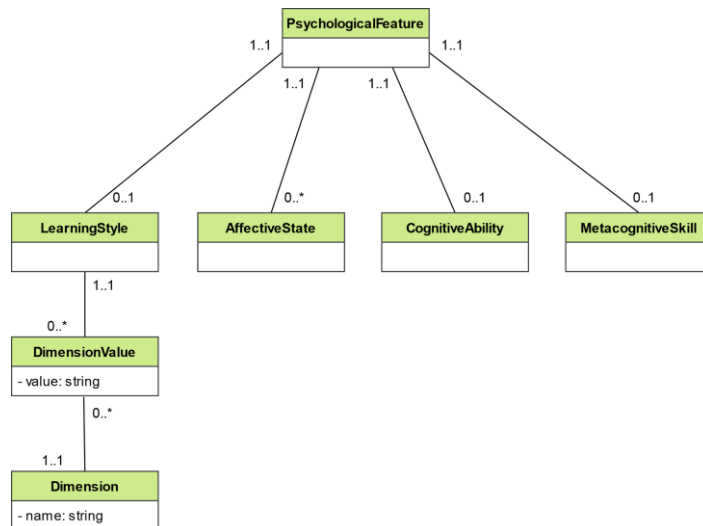 PsychologicalFeature
1..1
1..1
1..1
1..1
0..1
0..*
0..1
0..1
LearningStyle
AffectiveState
CognitiveAbility
MetacognitiveSkill
1..1
0..*
DimensionValue
- value: string
0..*
1..1
Dimension
- name: string